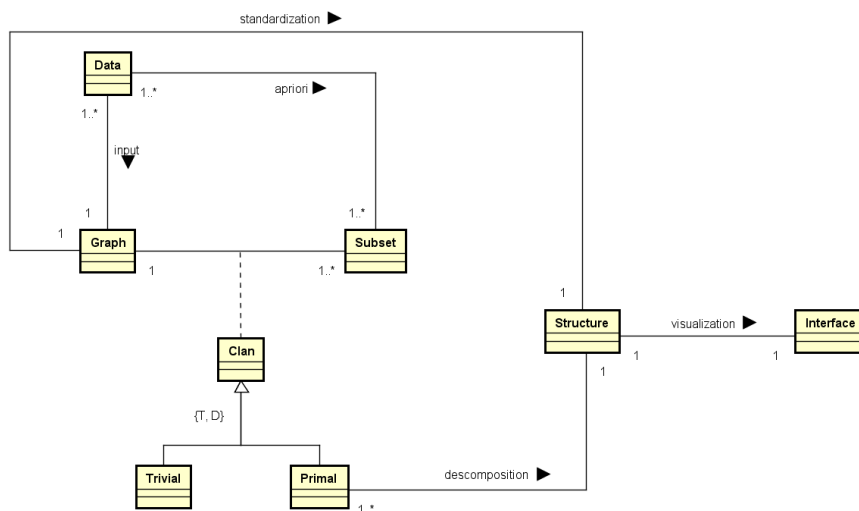 standardization
Data
1..*
apriori
1..*
input
1..*
1
1
Graph
1
Subset
1..*
1
Structure
visualization
Interface
1
1
1
Clan
{T, D}
Trivial
Primal
descomposition
1..*